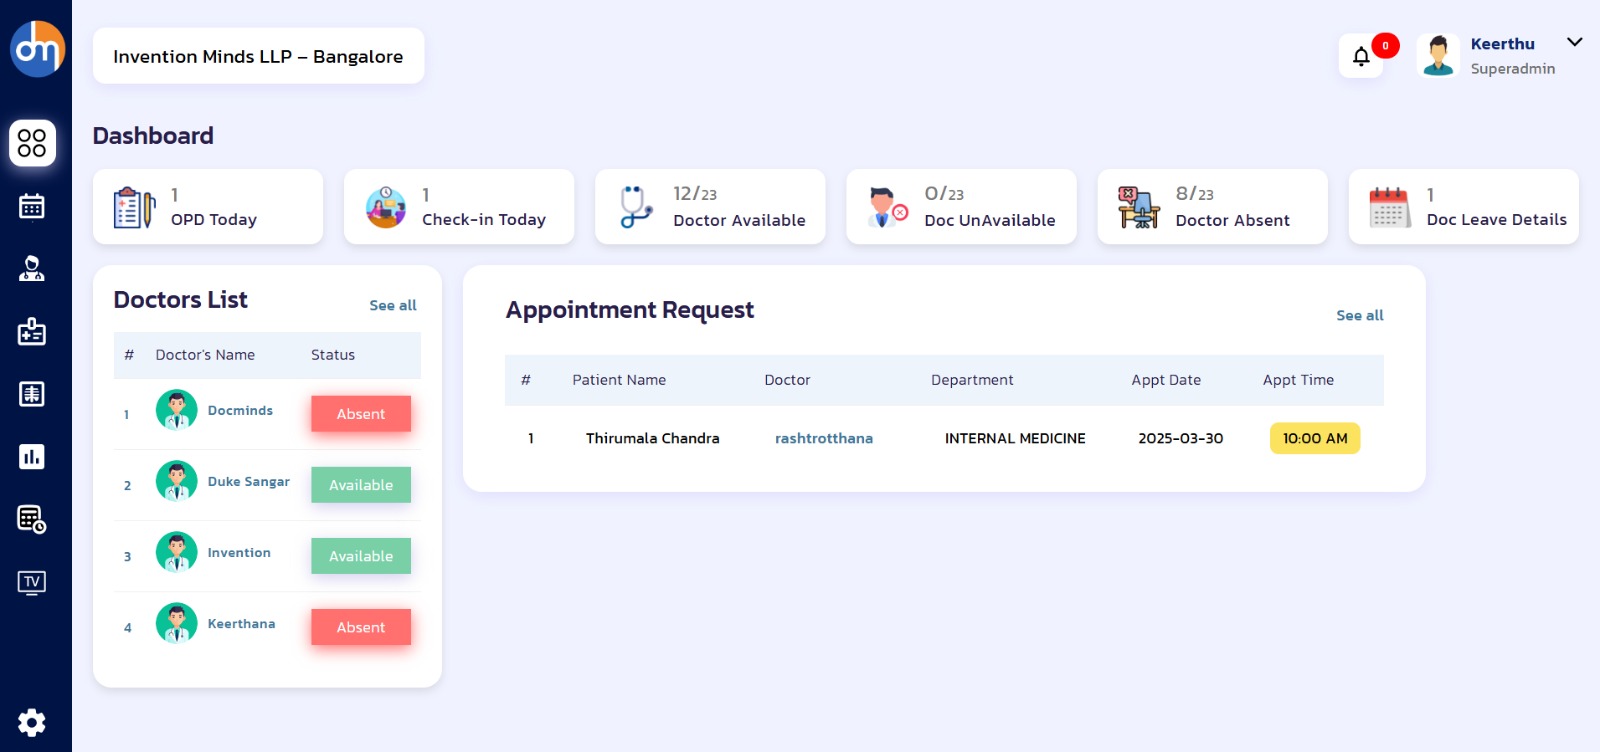 dm
Invention Minds LLP – Bangalore
0
Keerthu
Superadmin
Dashboard
1
OPD Today
1
Check-in Today
12/23
Doctor Available
0/23
Doc UnAvailable
8/23
Doctor Absent
1
Doc Leave Details
Doctors List
See all
# Doctor's Name Status
1 Docminds Absent
2 Duke Sangar Available
3 Invention Available
4 Keerthana Absent
Appointment Request
See all
# Patient Name Doctor Department Appt Date Appt Time
1 Thirumala Chandra rashtrotthana INTERNAL MEDICINE 2025-03-30 10:00 AM
TV